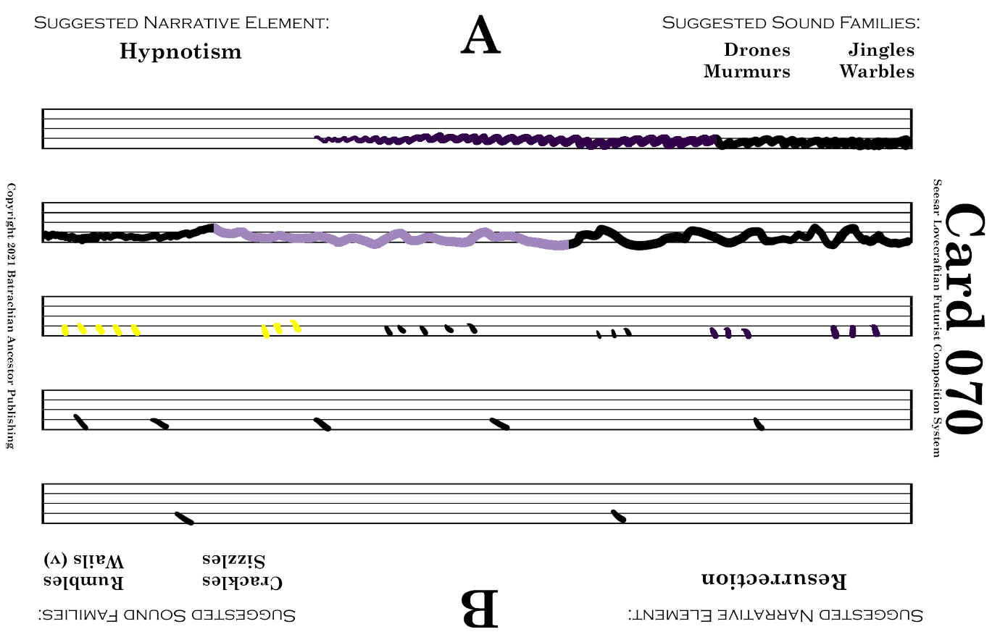 SUGGESTED NARRATIVE ELEMENT:
Hypnotism
A
SUGGESTED SOUND FAMILIES:
Drones Jingles
Murmurs Warbles
Copyright 2021 Batrachian Ancestor Publishing
Card 070
Seesar Lovecraftian Futurist Composition System
B
SUGGESTED NARRATIVE ELEMENT:
Resurrection
SUGGESTED SOUND FAMILIES:
Crackles Rumbles
Sizzles Wails (v)